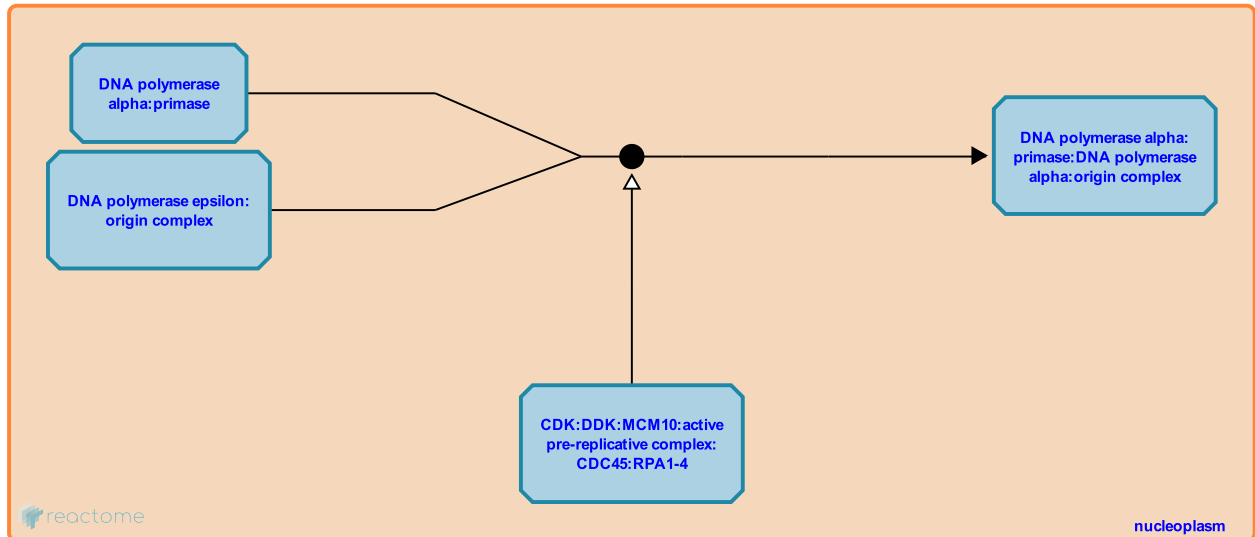 DNA polymerase
alpha:primase
DNA polymerase epsilon:
origin complex
DNA polymerase alpha:
primase:DNA polymerase
alpha:origin complex
CDK:DDK:MCM10:active
pre-replicative complex:
CDC45:RPA1-4
reactome
nucleoplasm